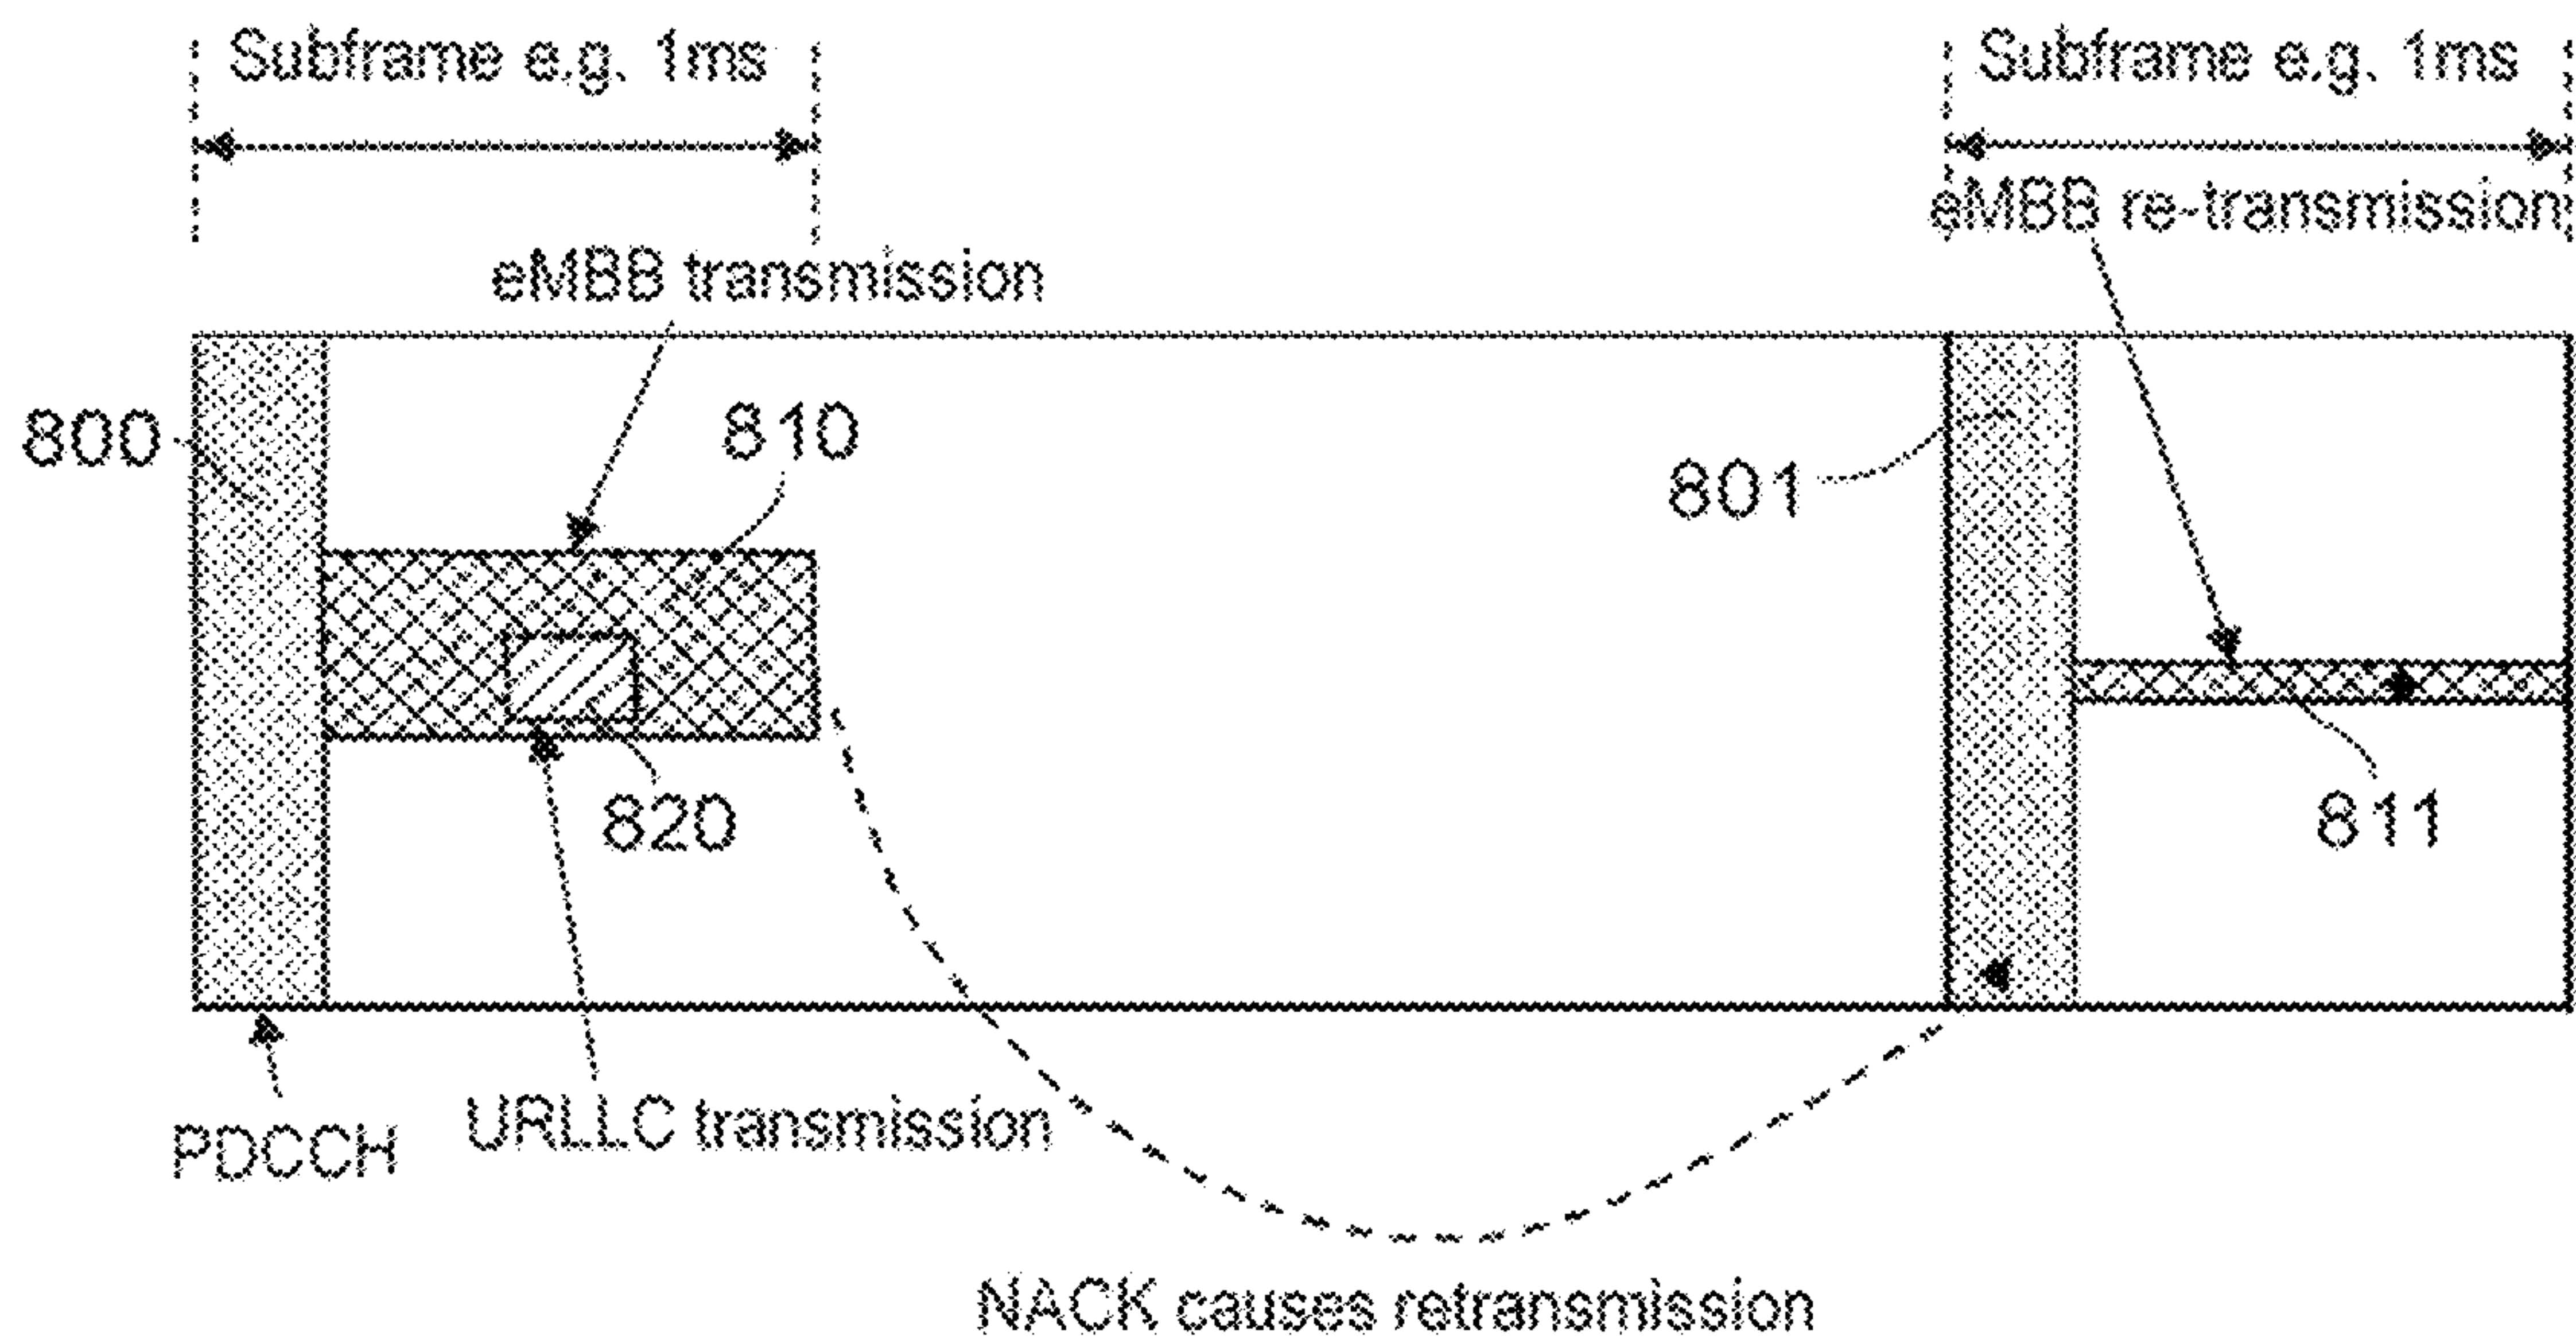 Subframe e.g. 1ms
Subframe e.g. 1ms
eMBB re-transmission
eMBB transmission
800
810
801
820
811
PDCCH
URLLC transmission
NACK causes retransmission